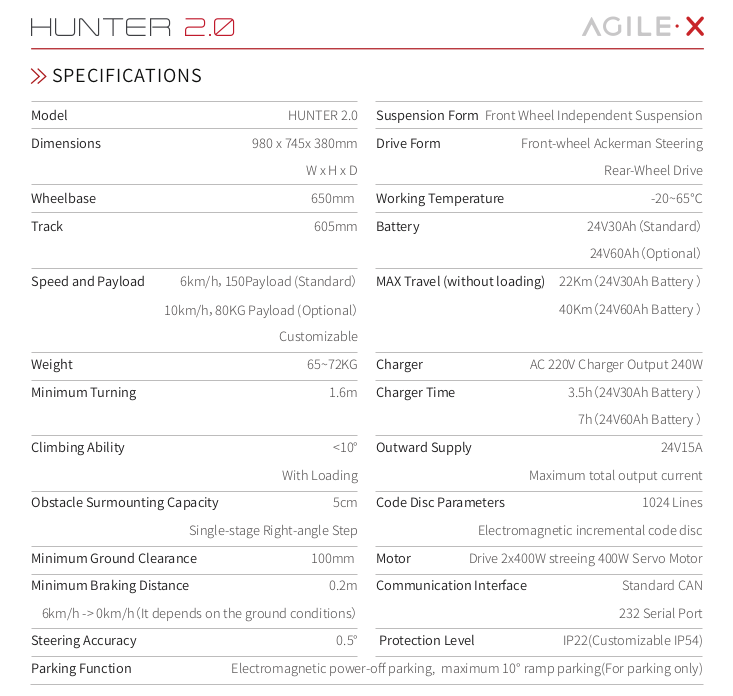 HUNTER 2.0
AGILE·X
SPECIFICATIONS
Model HUNTER 2.0
Dimensions 980 x 745x 380mm
W x H x D
Wheelbase 650mm
Track 605mm
Speed and Payload 6km/h, 150Payload (Standard)
10km/h, 80KG Payload (Optional)
Customizable
Weight 65~72KG
Minimum Turning 1.6m
Climbing Ability <10°
With Loading
Obstacle Surmounting Capacity 5cm
Single-stage Right-angle Step
Minimum Ground Clearance 100mm
Minimum Braking Distance 0.2m
6km/h -> 0km/h (It depends on the ground conditions)
Steering Accuracy 0.5°
Suspension Form Front Wheel Independent Suspension
Drive Form Front-wheel Ackerman Steering
Rear-Wheel Drive
Working Temperature -20~65°C
Battery 24V30Ah (Standard)
24V60Ah (Optional)
MAX Travel (without loading) 22Km (24V30Ah Battery )
40Km (24V60Ah Battery )
Charger AC 220V Charger Output 240W
Charger Time 3.5h (24V30Ah Battery )
7h (24V60Ah Battery )
Outward Supply 24V15A
Maximum total output current
Code Disc Parameters 1024 Lines
Electromagnetic incremental code disc
Motor Drive 2x400W streeing 400W Servo Motor
Communication Interface Standard CAN
232 Serial Port
Protection Level IP22(Customizable IP54)
Parking Function Electromagnetic power-off parking, maximum 10° ramp parking(For parking only)